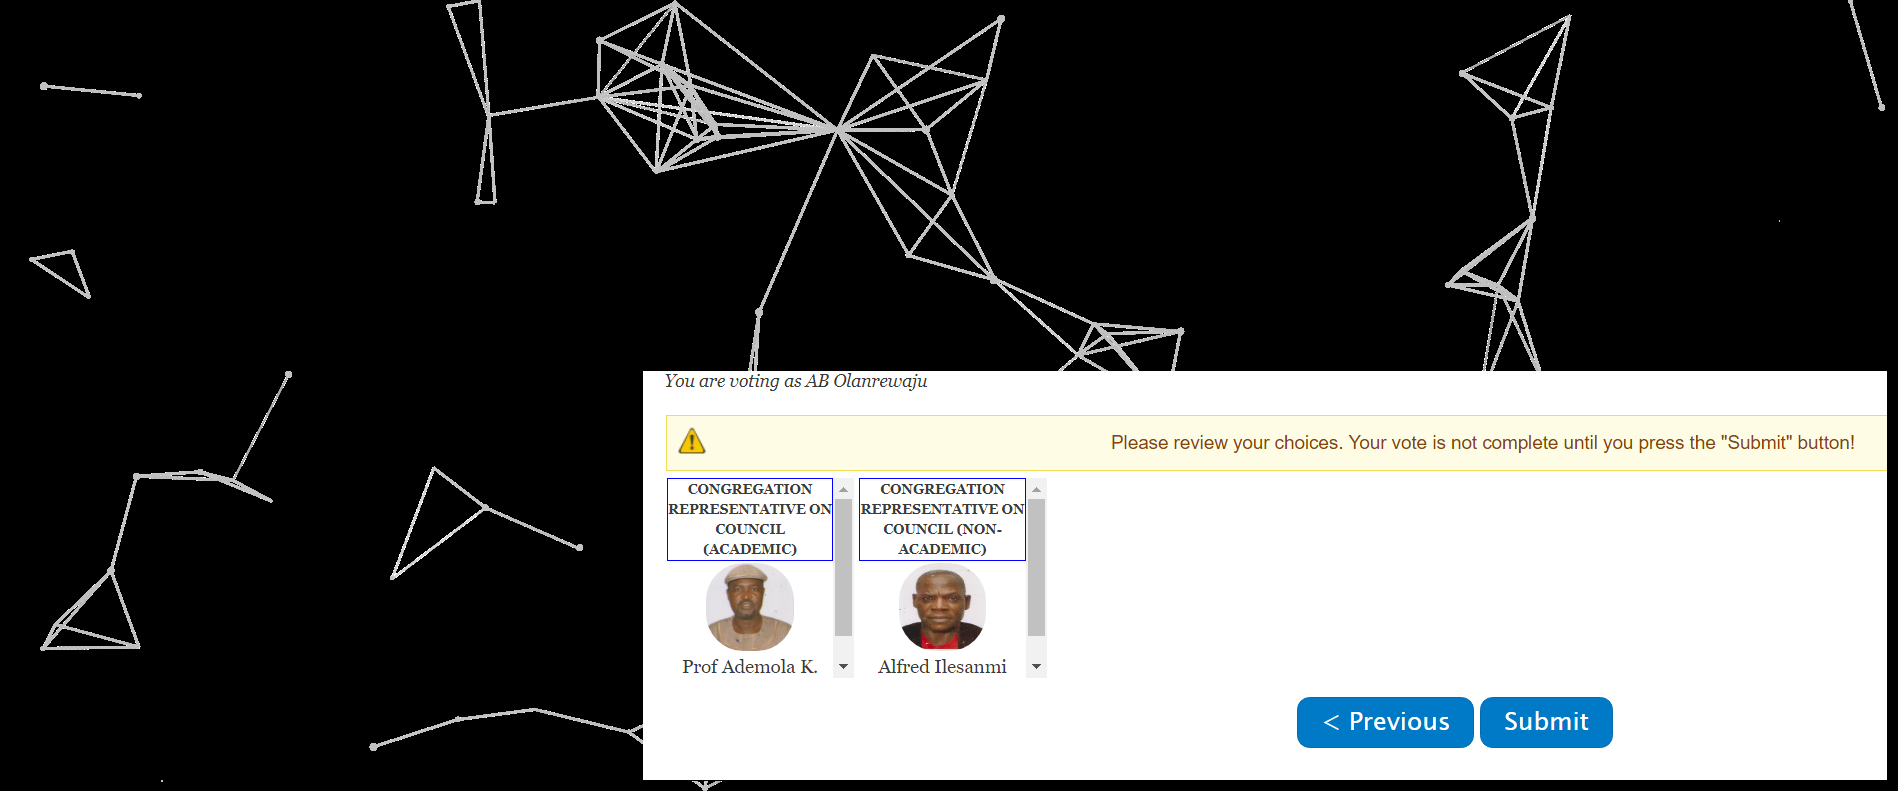 You are voting as AB Olanrewaju
Please review your choices. Your vote is not complete until you press the "Submit" button!
CONGREGATION
REPRESENTATIVE ON
COUNCIL
(ACADEMIC)
Prof Ademola K.
CONGREGATION
REPRESENTATIVE ON
COUNCIL (NON-
ACADEMIC)
Alfred Ilesanmi
< Previous
Submit